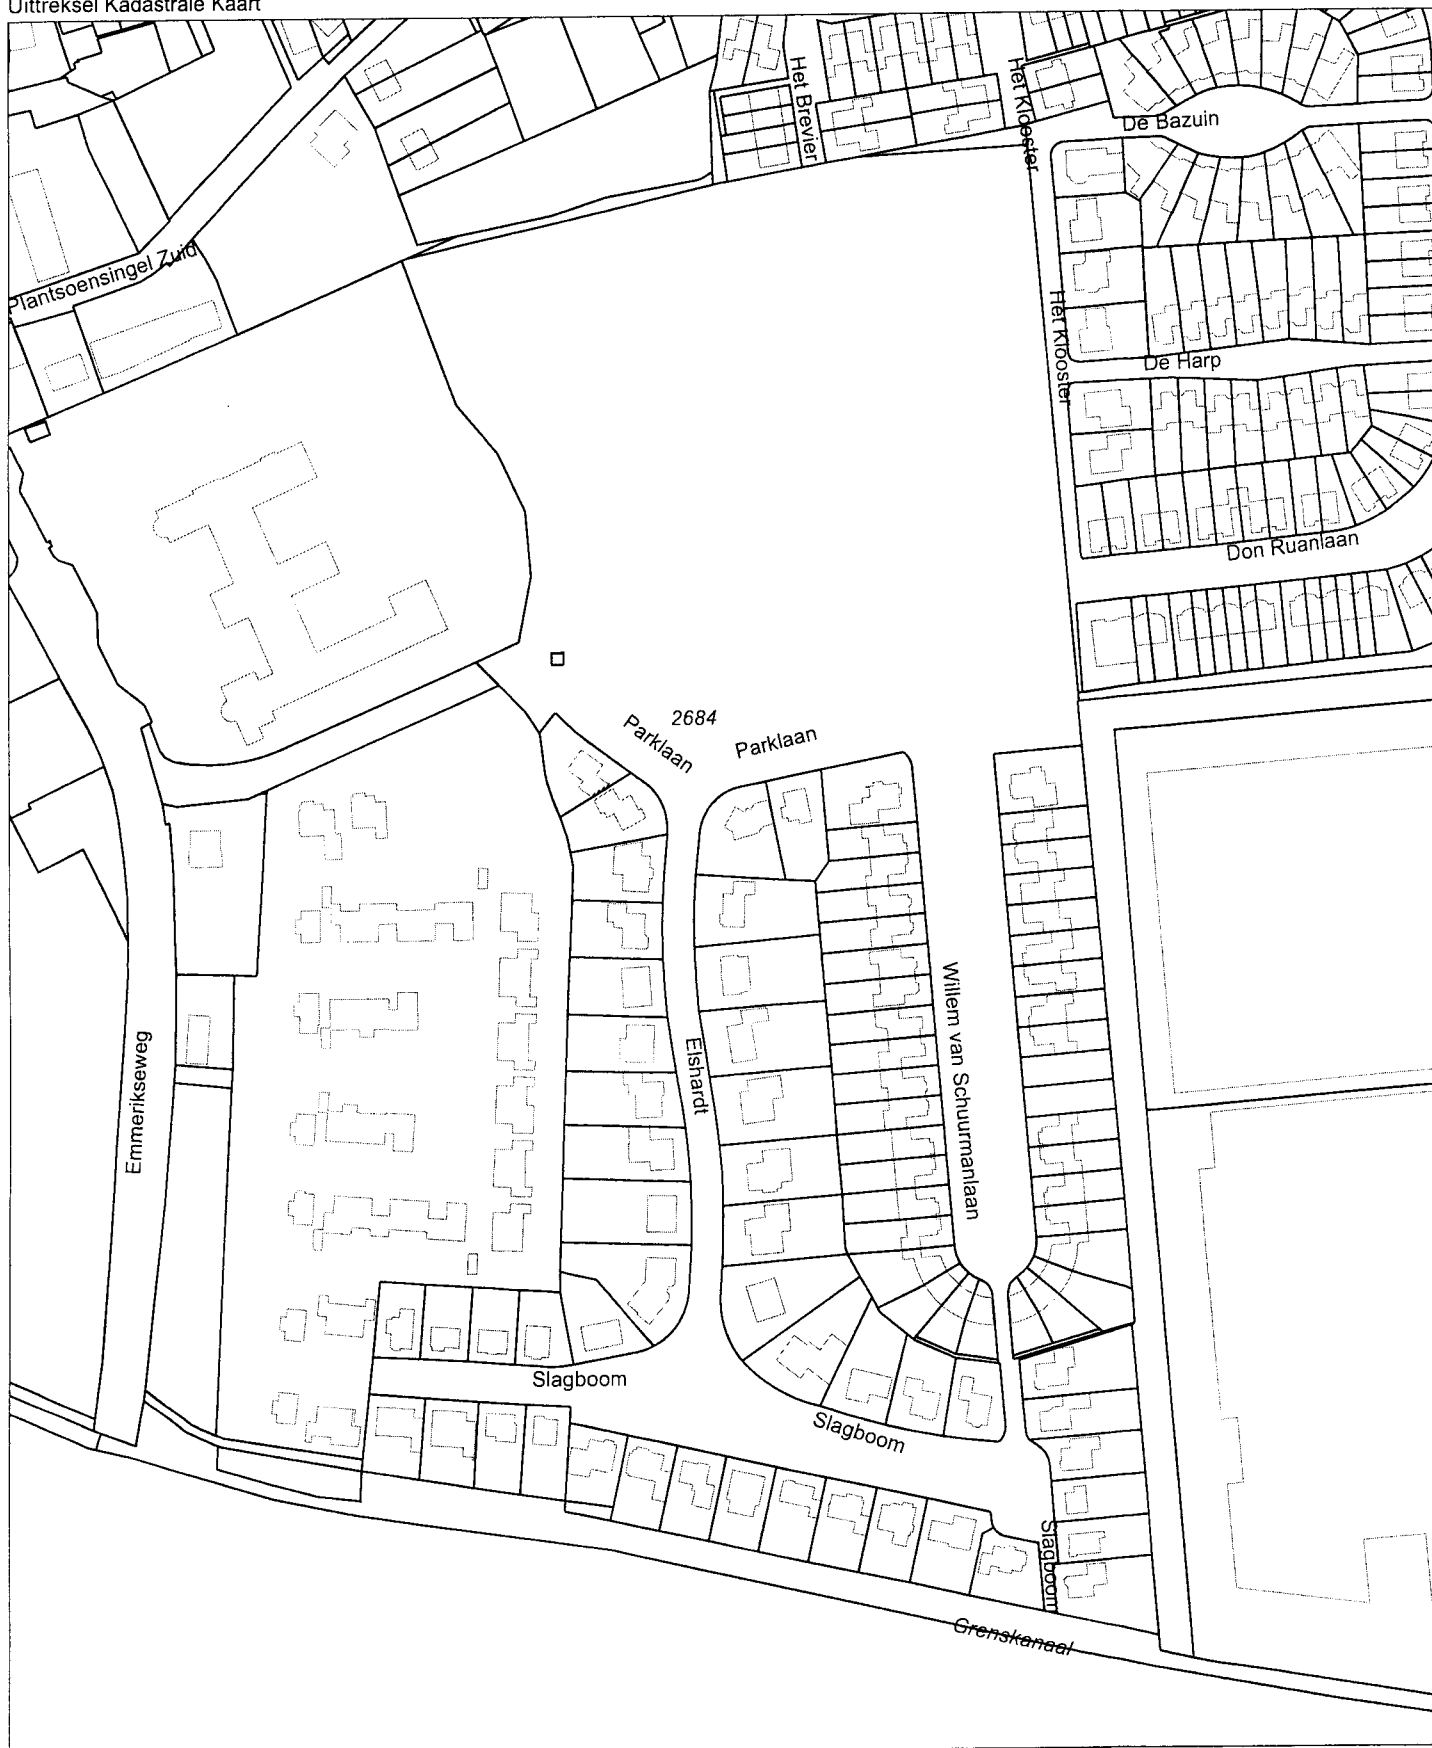 Uittreksel Kadastrale Kaart
Het Brevier
Het Klooster
De Bazuin
Plantsoensingel Zuid
Het Klooster
De Harp
Don Ruanlaan
2684
Parklaan
Parklaan
Willem van Schuurmanlaan
Elshardt
Emmerikseweg
Slagboom
Slagboom
Slagboom
Grenskanaal